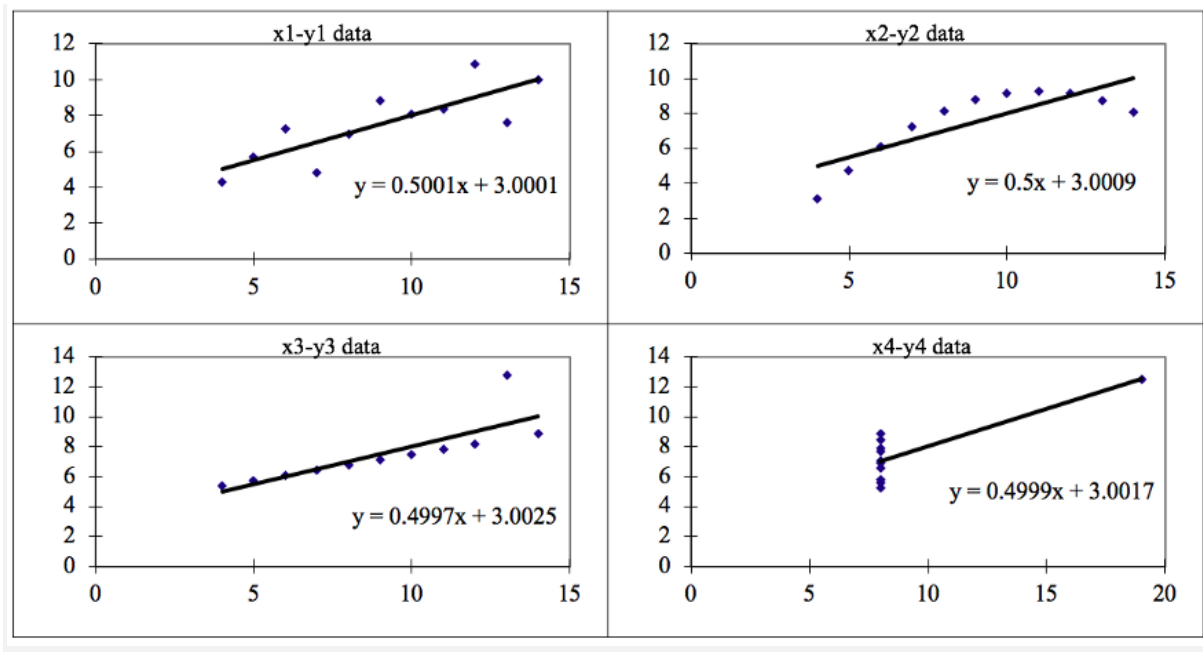 x1-y1 data
12
10
8
6
4
2
0
y = 0.5001x + 3.0001
0 5 10 15
x2-y2 data
12
10
8
6
4
2
0
y = 0.5x + 3.0009
0 5 10 15
x3-y3 data
14
12
10
8
6
4
2
0
y = 0.4997x + 3.0025
0 5 10 15
x4-y4 data
14
12
10
8
6
4
2
0
y = 0.4999x + 3.0017
0 5 10 15 20